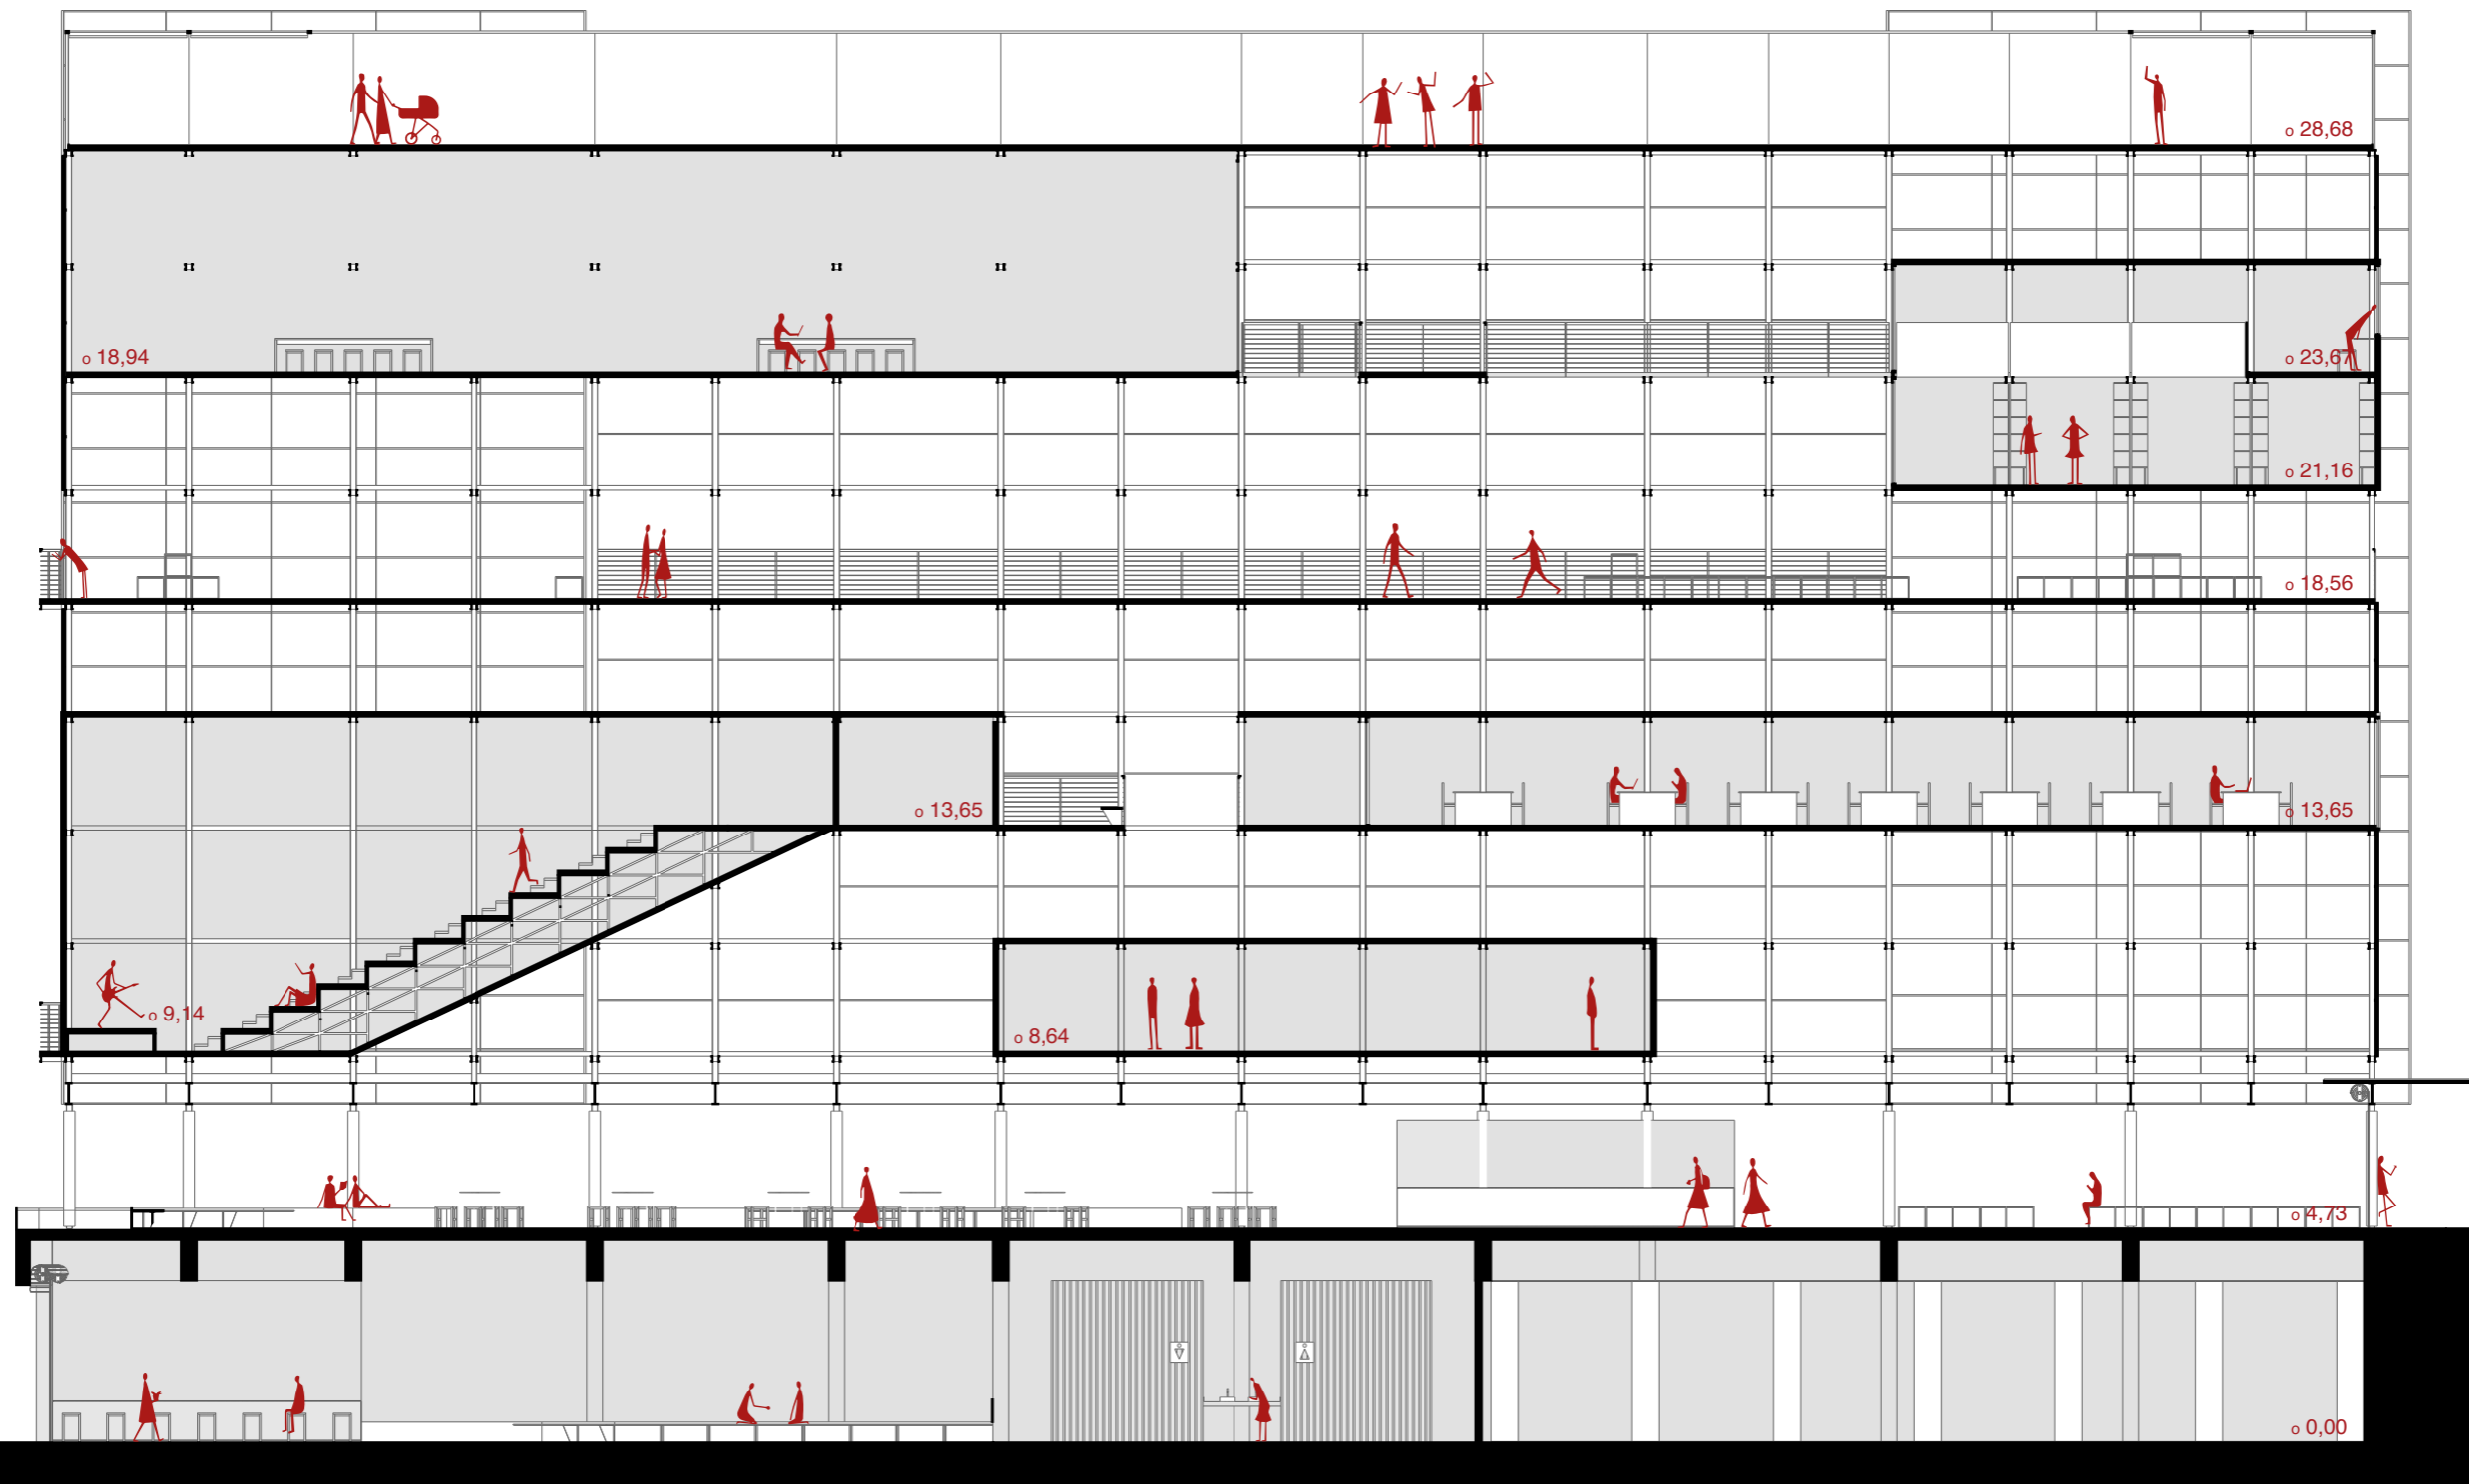 o 28,68
o 18,94
o 23,67
o 21,16
o 18,56
o 13,65
o 13,65
o 9,14
o 8,64
o 4,73
o 0,00